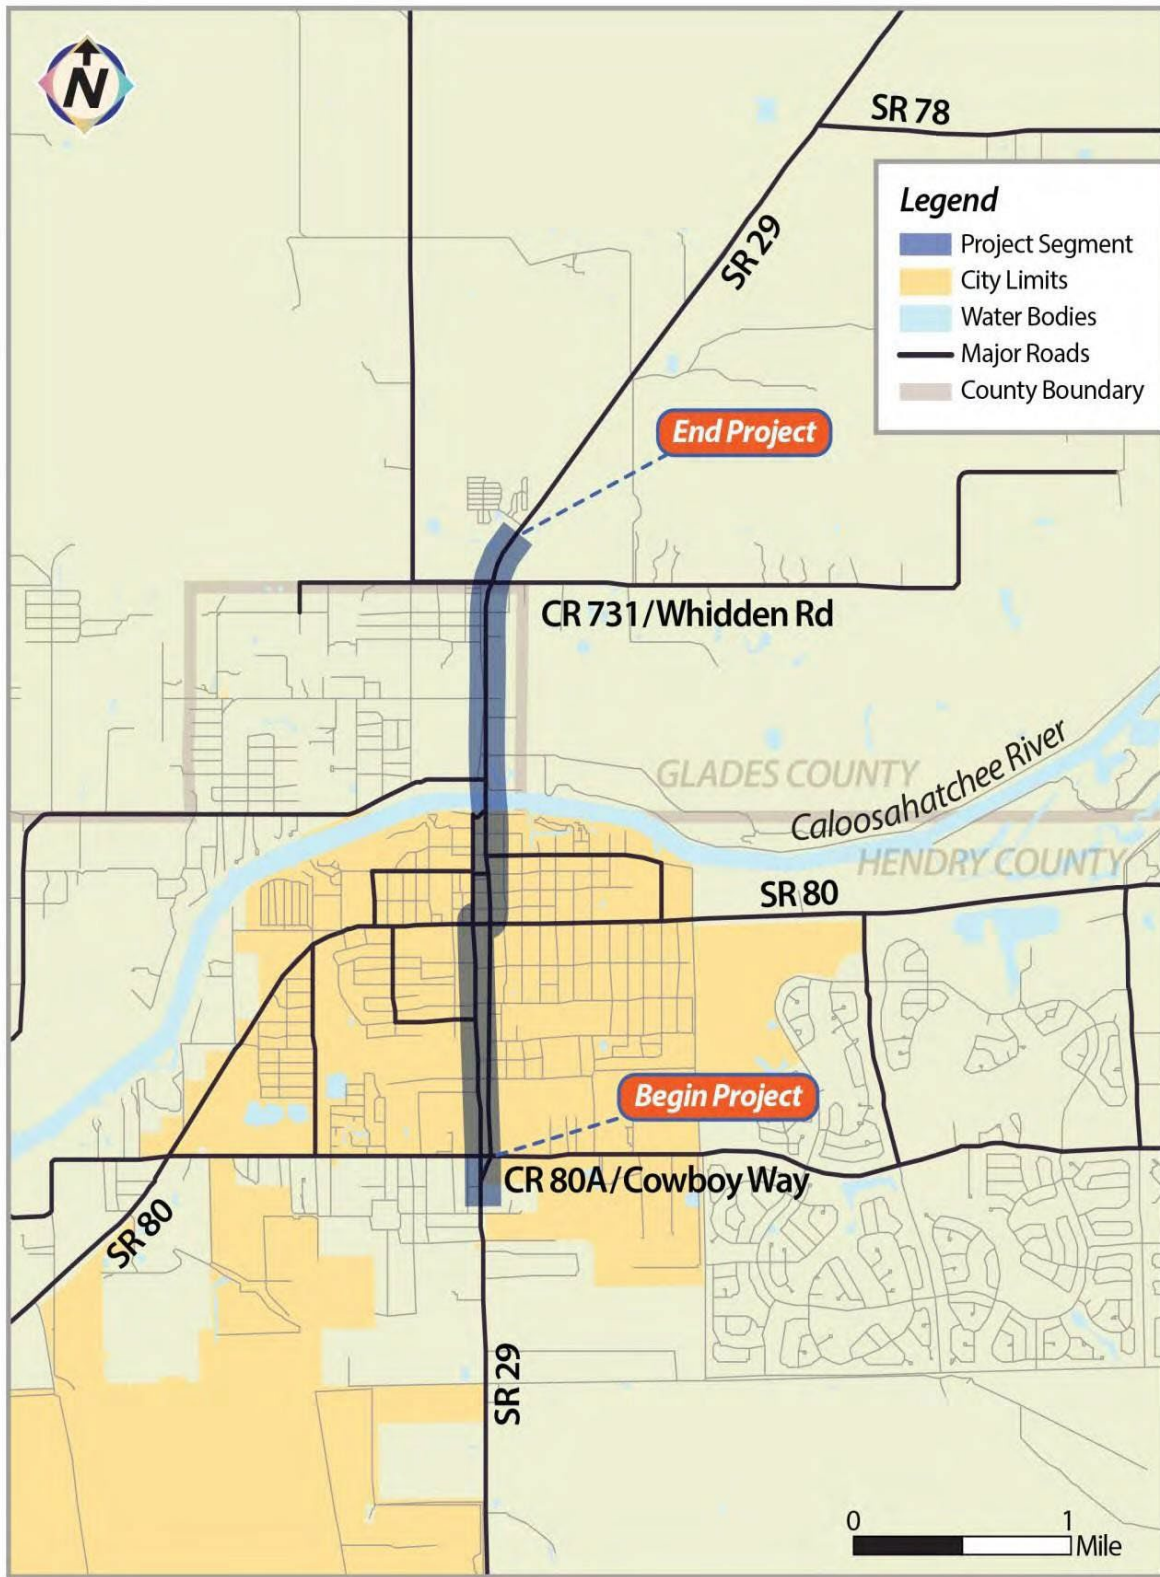 N
SR 78
Legend
Project Segment
City Limits
Water Bodies
Major Roads
County Boundary
SR 29
End Project
CR 731/Whidden Rd
GLADES COUNTY
Caloosahatchee River
HENDRY COUNTY
SR 80
Begin Project
CR 80A/Cowboy Way
SR 80
SR 29
0 1
Mile